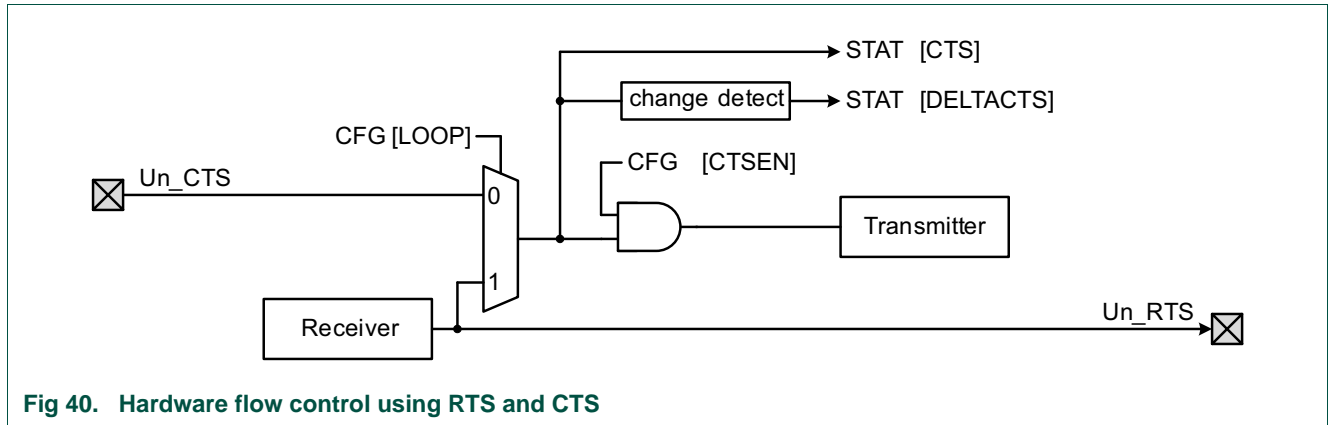 STAT [CTS]
change detect
STAT [DELTACTS]
CFG [LOOP]
CFG [CTSEN]
Un_CTS
0
Transmitter
1
Receiver
Un_RTS
Fig 40. Hardware flow control using RTS and CTS